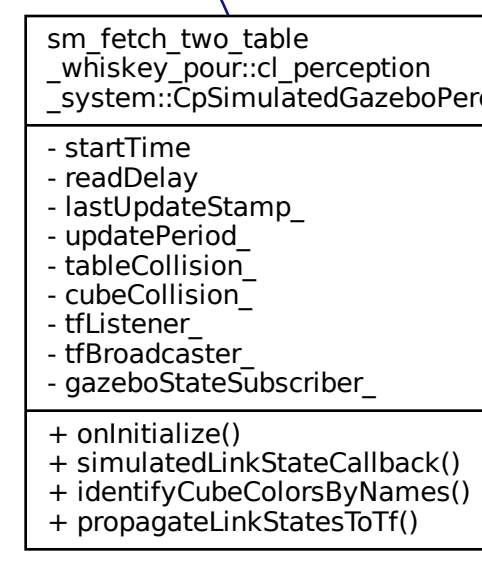 sm_fetch_two_table
_whiskey_pour::cl_perception
_system::CpSimulatedGazeboPer
- startTime
- readDelay
- lastUpdateStamp_
- updatePeriod_
- tableCollision_
- cubeCollision_
- tfListener_
- tfBroadcaster_
- gazeboStateSubscriber_
+ onInitialize()
+ simulatedLinkStateCallback()
+ identifyCubeColorsByNames()
+ propagateLinkStatesToTf()